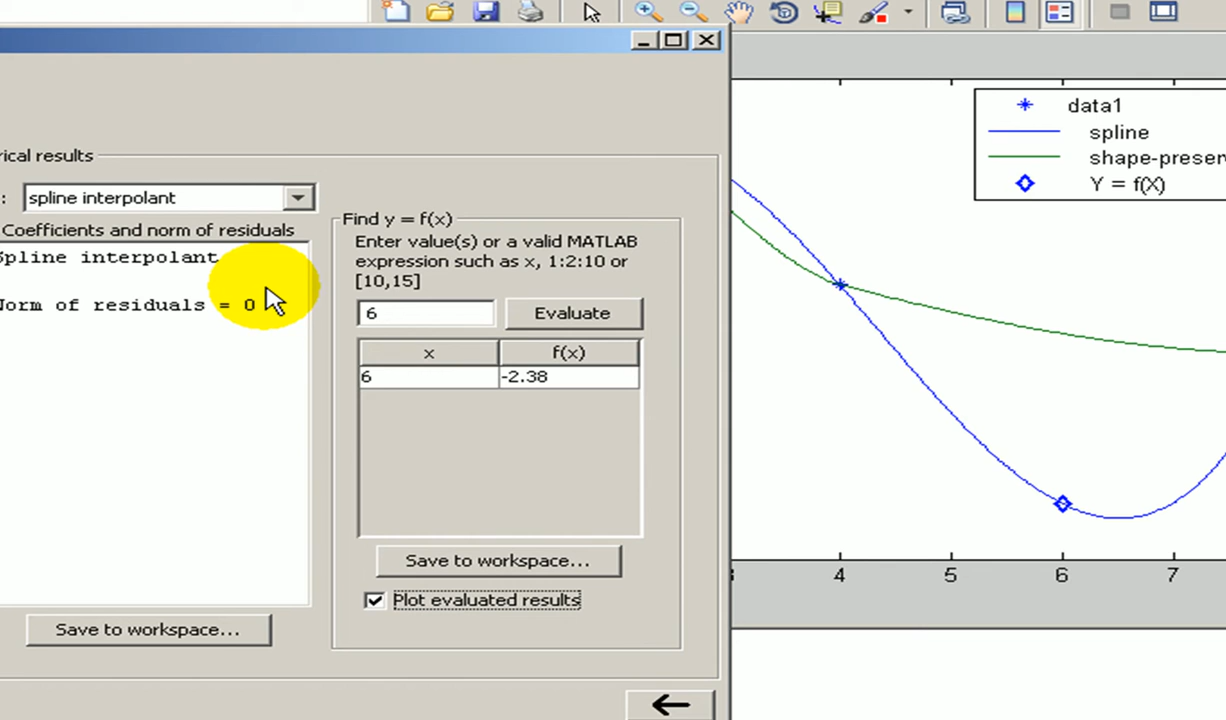 rical results
: spline interpolant
Coefficients and norm of residuals
Spline interpolant
Norm of residuals = 0
Save to workspace...
Find y = f(x)
Enter value(s) or a valid MATLAB
expression such as x, 1:2:10 or
[10,15]
6 Evaluate
x f(x)
6 -2.38
Save to workspace...
Plot evaluated results
data1
spline
shape-preser
Y = f(X)
3 4 5 6 7